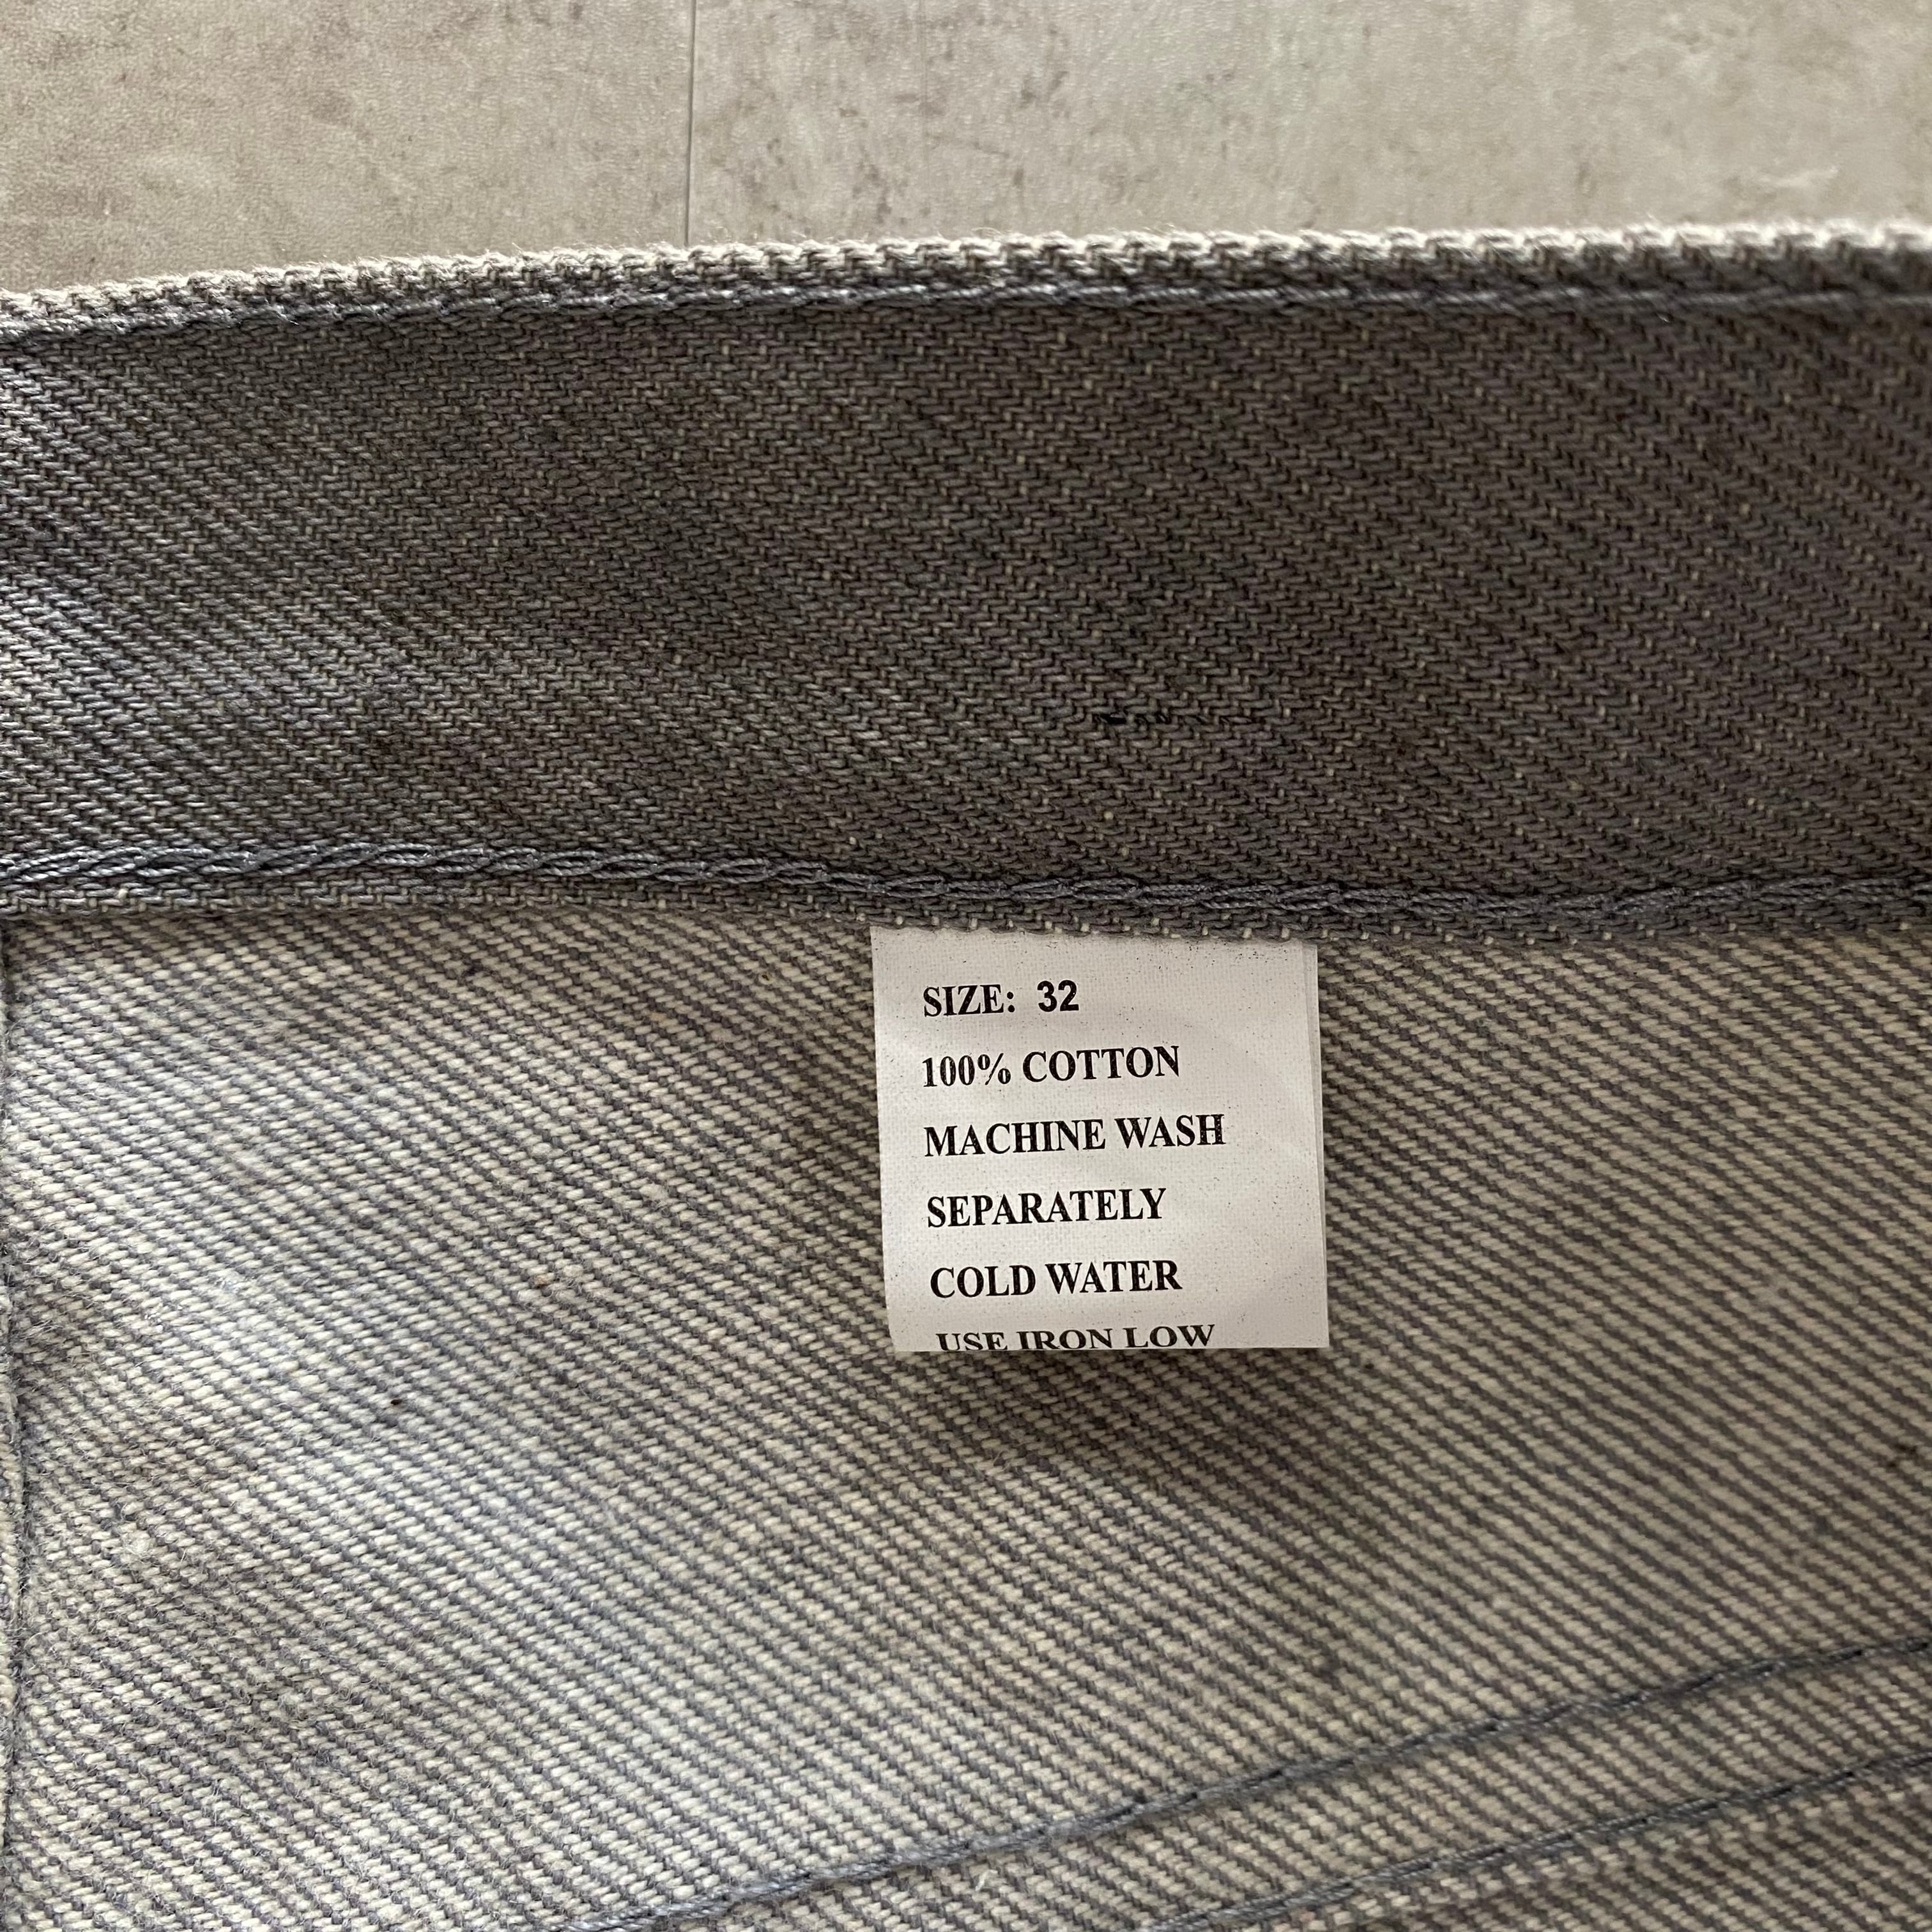 SIZE: 32
100% COTTON
MACHINE WASH
SEPARATELY
COLD WATER
USE IRON LOW